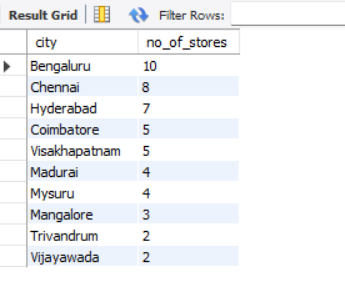 Result Grid Filter Rows:
city no_of_stores
Bengaluru 10
Chennai 8
Hyderabad 7
Coimbatore 5
Visakhapatnam 5
Madurai 4
Mysuru 4
Mangalore 3
Trivandrum 2
Vijayawada 2